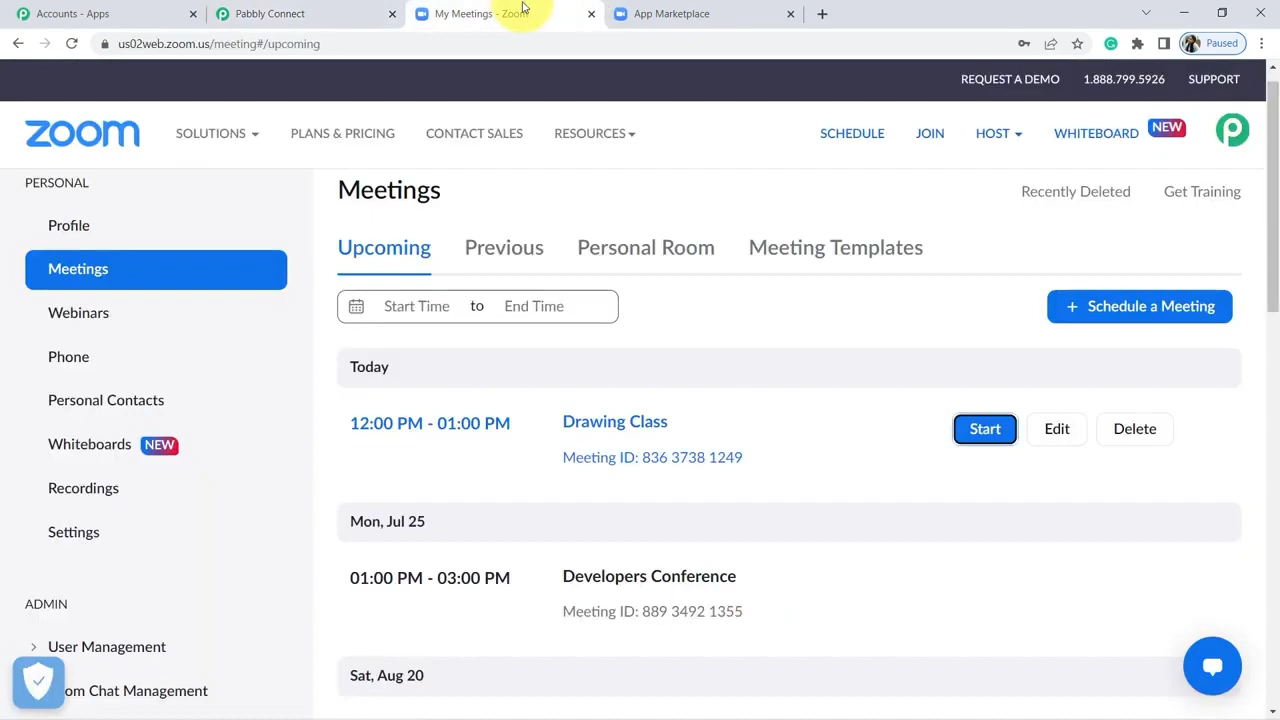 Accounts - Apps
Pabbly Connect
My Meetings - Zoom
App Marketplace
us02web.zoom.us/meeting#/upcoming
Paused
REQUEST A DEMO 1.888.799.5926 SUPPORT
zoom SOLUTIONS PLANS & PRICING CONTACT SALES RESOURCES SCHEDULE JOIN HOST WHITEBOARD NEW
PERSONAL
Profile
Meetings
Webinars
Phone
Personal Contacts
Whiteboards NEW
Recordings
Settings
ADMIN
User Management
om Chat Management
Meetings
Recently Deleted Get Training
Upcoming Previous Personal Room Meeting Templates
Start Time to End Time
+ Schedule a Meeting
Today
12:00 PM - 01:00 PM Drawing Class Start Edit Delete
Meeting ID: 836 3738 1249
Mon, Jul 25
01:00 PM - 03:00 PM Developers Conference
Meeting ID: 889 3492 1355
Sat, Aug 20